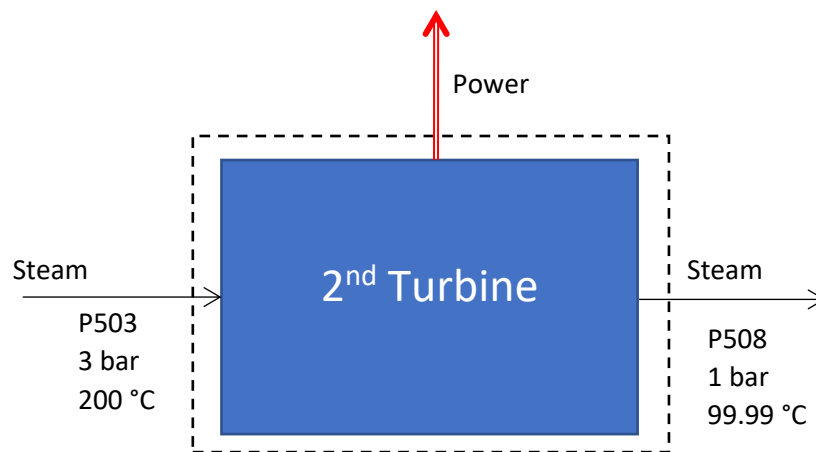 Power
Steam
2nd Turbine
Steam
P503
3 bar
200 °C
P508
1 bar
99.99 °C